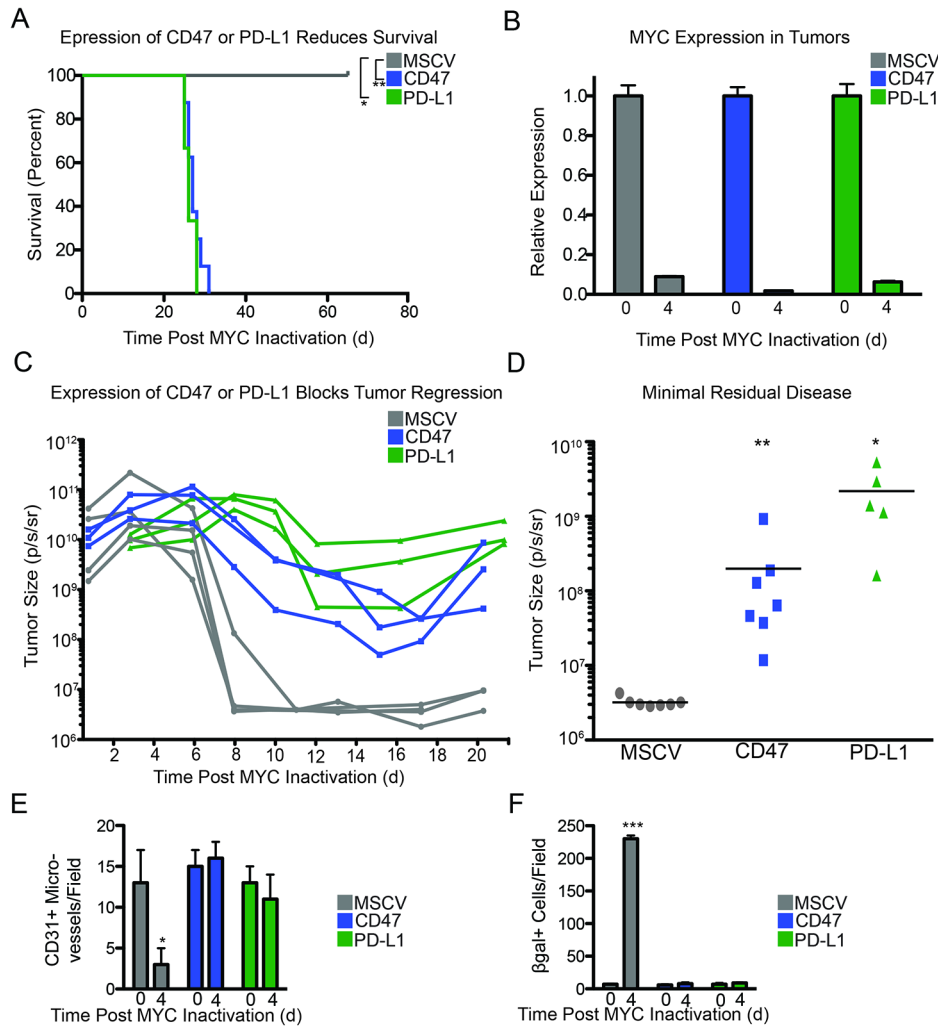 A
Epression of CD47 or PD-L1 Reduces Survival
MSCV
CD47
PD-L1
**
*
Survival (Percent)
100
80
60
40
20
0
0 20 40 60 80
Time Post MYC Inactivation (d)
B
MYC Expression in Tumors
MSCV
CD47
PD-L1
Relative Expression
1.0
0.8
0.6
0.4
0.2
0.0
0 4 0 4 0 4
Time Post MYC Inactivation (d)
C
Expression of CD47 or PD-L1 Blocks Tumor Regression
MSCV
CD47
PD-L1
Tumor Size (p/s/sr)
10¹²
10¹¹
10¹⁰
10⁹
10⁸
10⁷
10⁶
2 4 6 8 10 12 14 16 18 20
Time Post MYC Inactivation (d)
D
Minimal Residual Disease
** *
Tumor Size (p/s/sr)
10¹⁰
10⁹
10⁸
10⁷
10⁶
MSCV CD47 PD-L1
E
CD31+ Micro-
vessels/Field
20
15
10
5
0
*
0 4 0 4 0 4
Time Post MYC Inactivation (d)
MSCV
CD47
PD-L1
F
βgal+ Cells/Field
250
200
150
100
50
0
***
0 4 0 4 0 4
Time Post MYC Inactivation (d)
MSCV
CD47
PD-L1